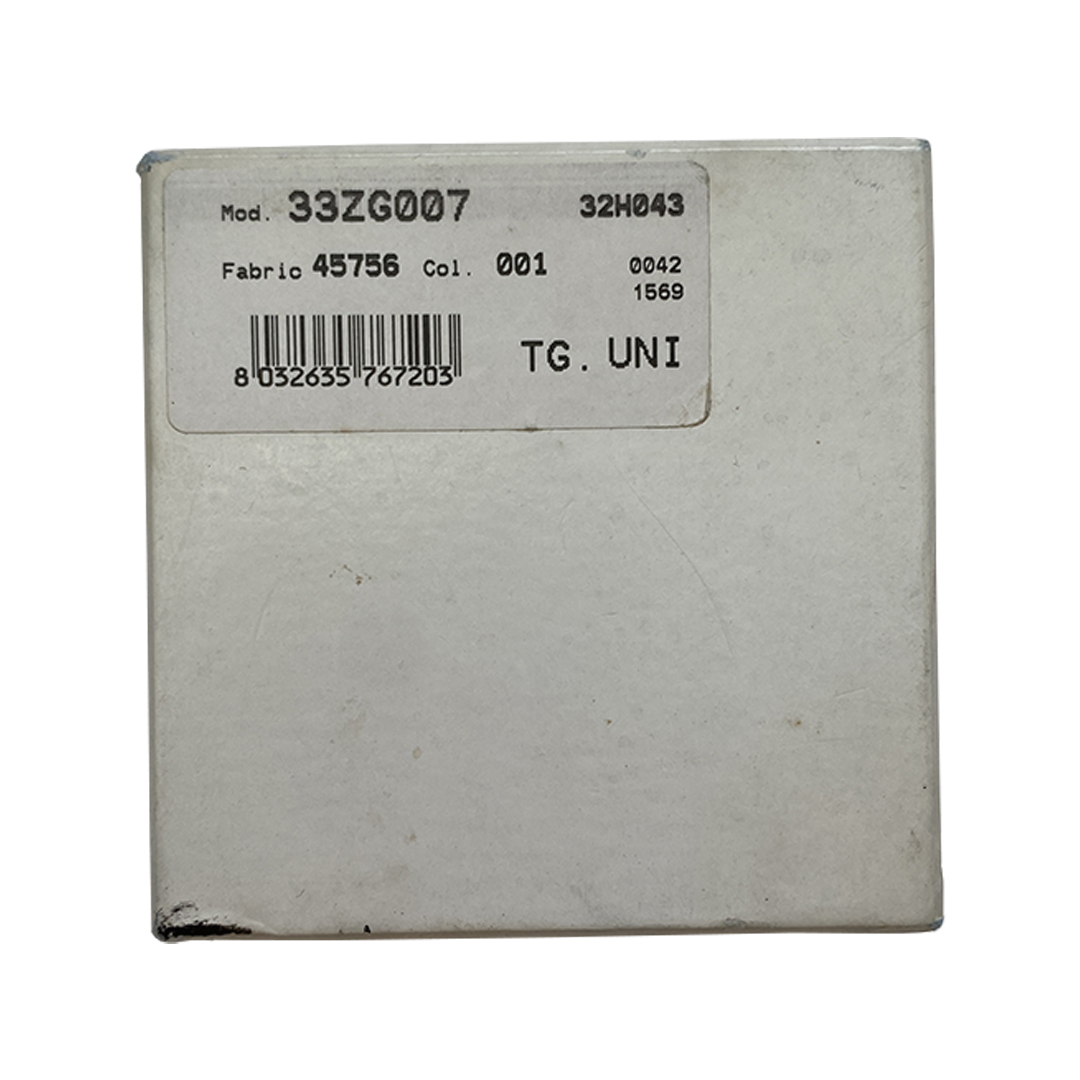 Mod. 33ZG007 32H043
Fabric 45756 Col. 001 0042
1569
TG. UNI
8 032635 767203